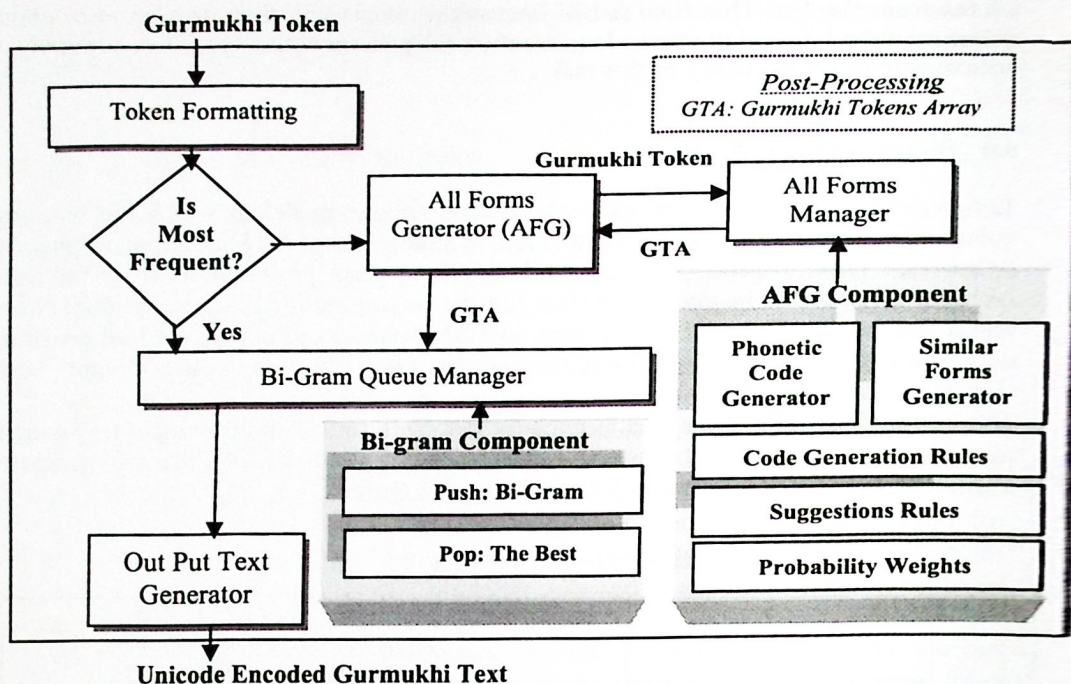 Gurmukhi Token
Token Formatting
Post-Processing
GTA: Gurmukhi Tokens Array
Is
Most
Frequent?
Yes
All Forms
Generator (AFG)
Gurmukhi Token
GTA
All Forms
Manager
GTA
Bi-Gram Queue Manager
AFG Component
Phonetic
Code
Generator
Similar
Forms
Generator
Code Generation Rules
Suggestions Rules
Probability Weights
Bi-gram Component
Push: Bi-Gram
Pop: The Best
Out Put Text
Generator
Unicode Encoded Gurmukhi Text